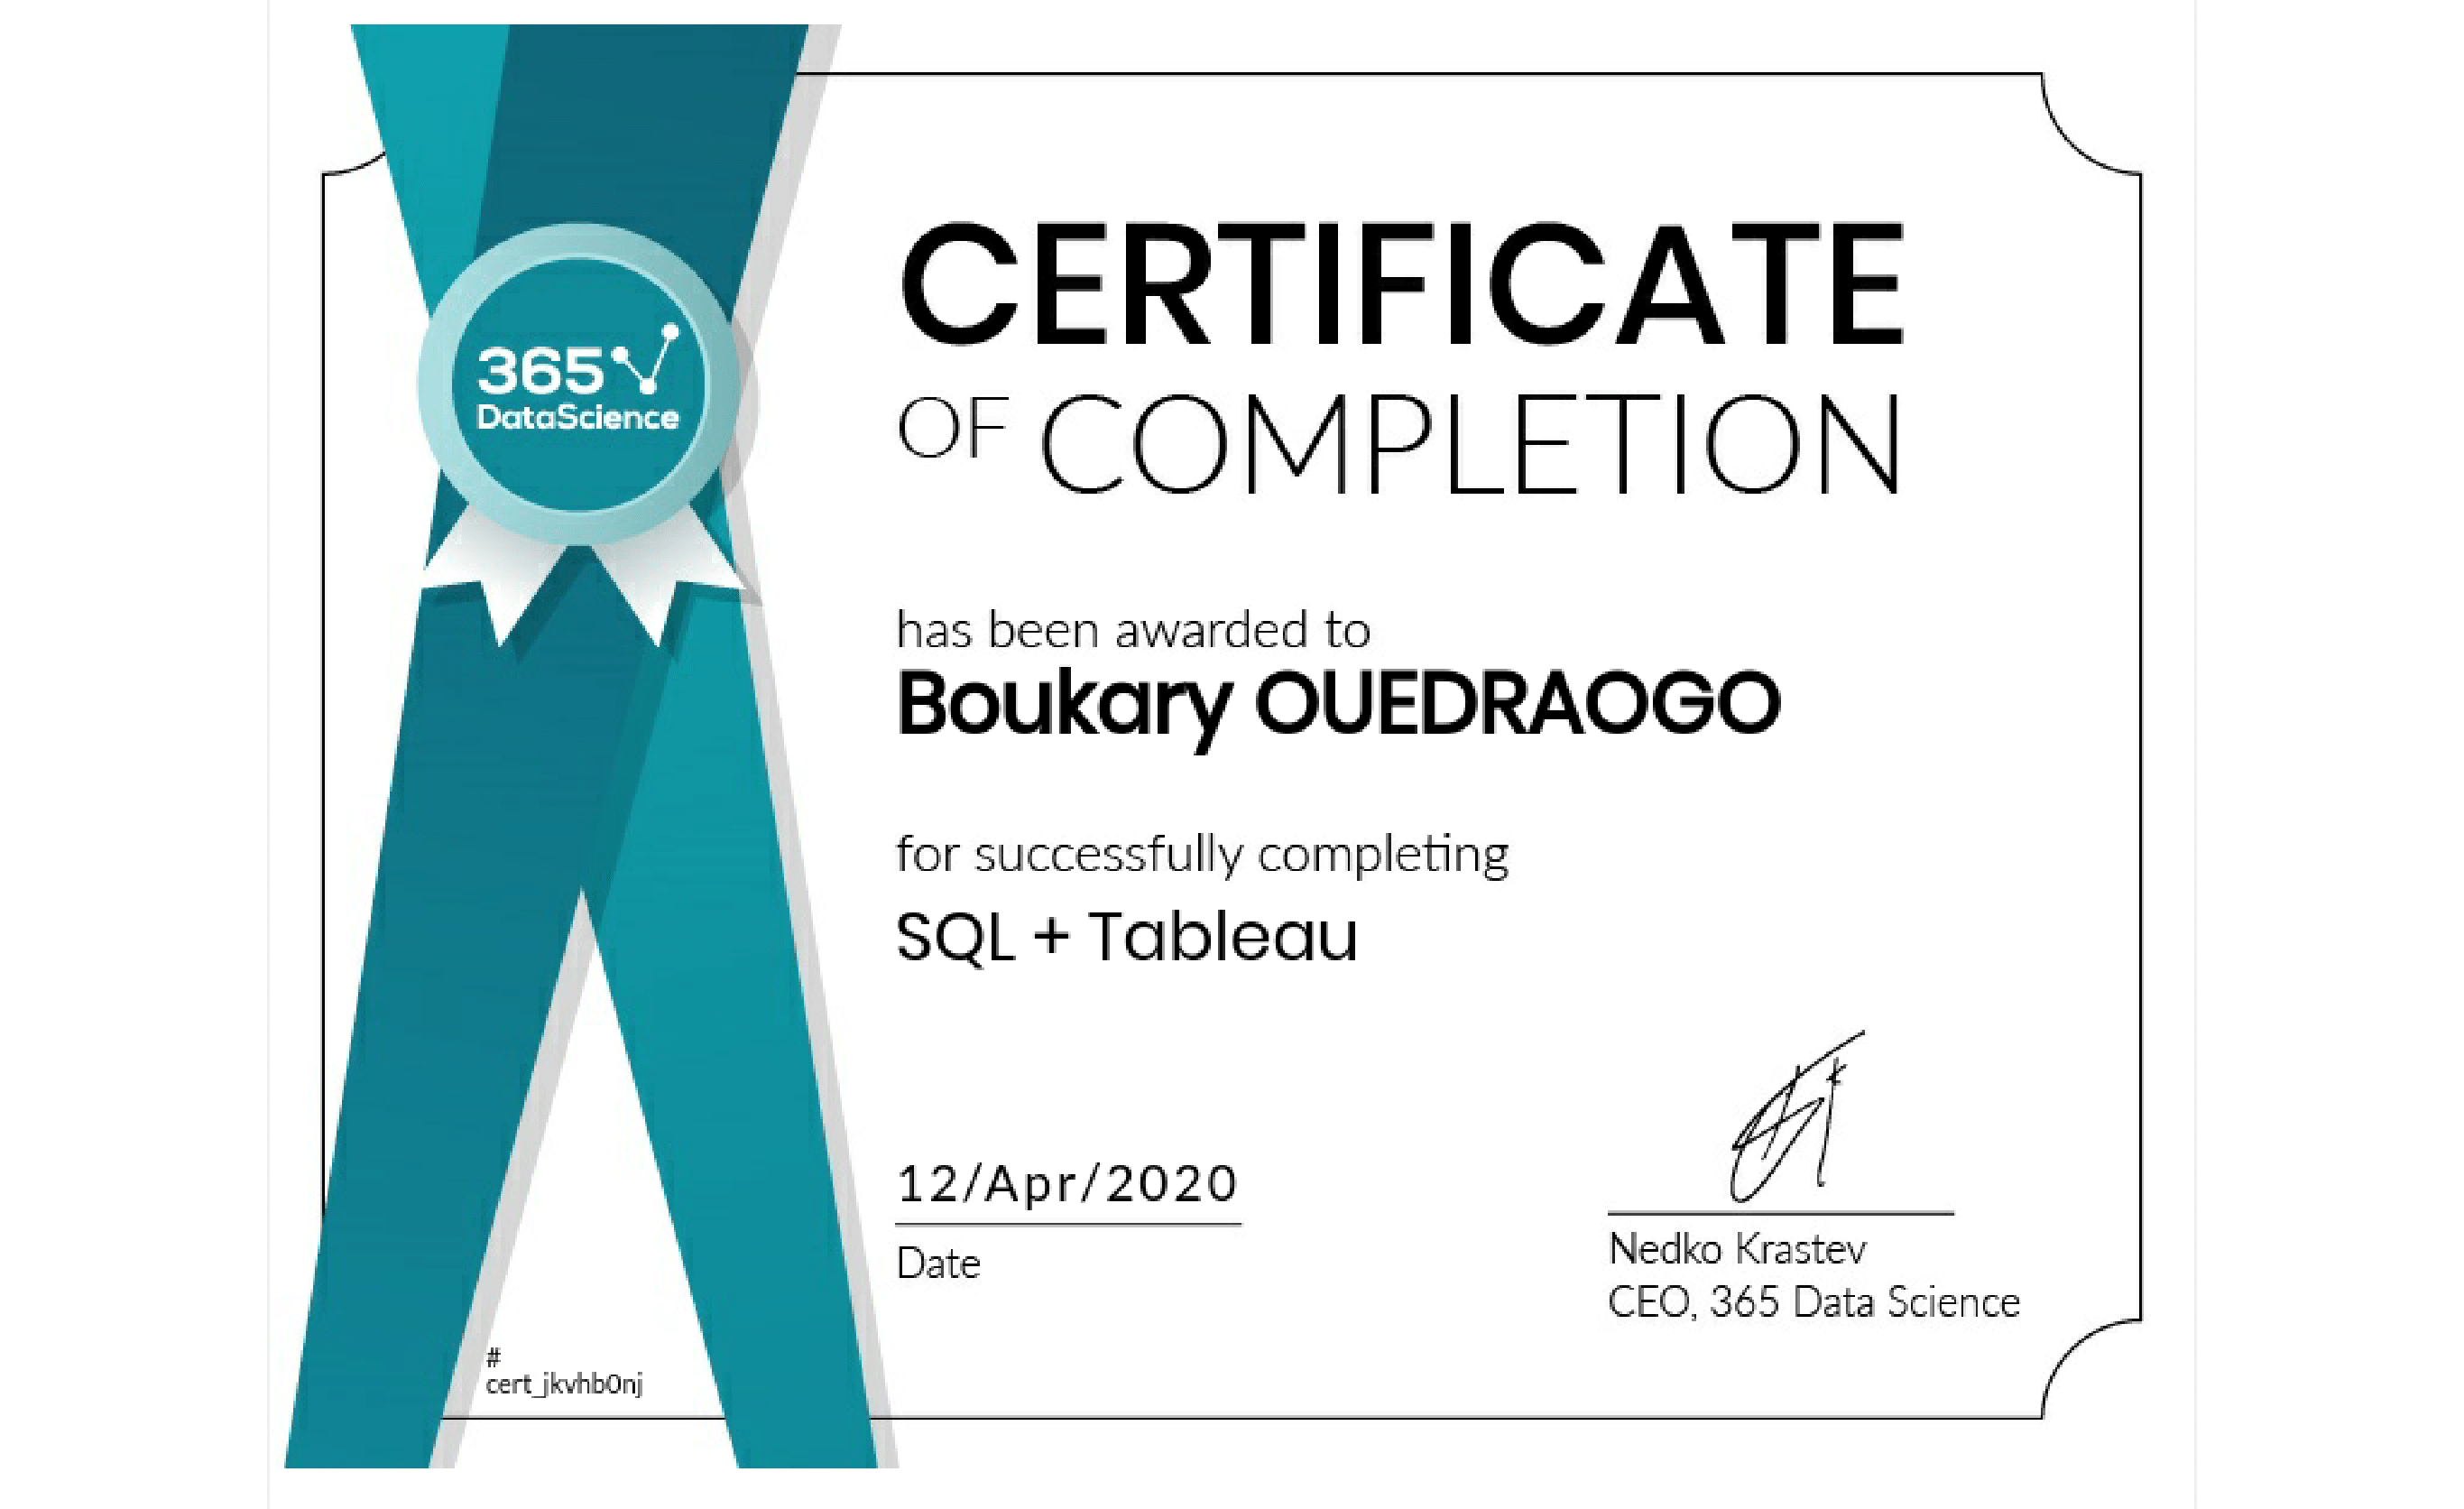 365
DataScience
CERTIFICATE
OF COMPLETION
has been awarded to
Boukary OUEDRAOGO
for successfully completing
SQL + Tableau
12/Apr/2020
Date
Nedko Krastev
CEO, 365 Data Science
#
cert_jkvhb0nj